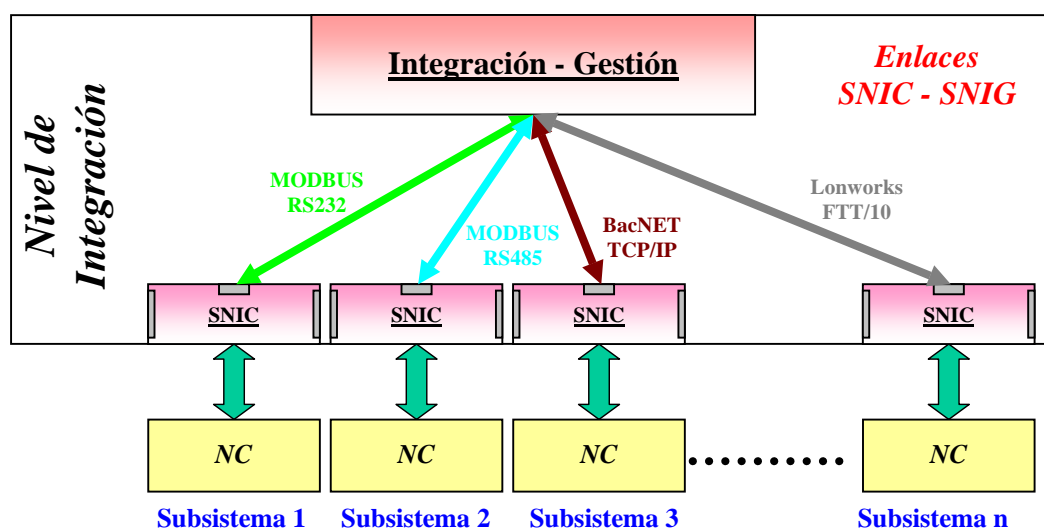 Nivel de
Integración
Integración - Gestión
Enlaces
SNIC - SNIG
MODBUS
RS232
MODBUS
RS485
BacNET
TCP/IP
Lonworks
FTT/10
SNIC
SNIC
SNIC
SNIC
NC
NC
NC
NC
Subsistema 1
Subsistema 2
Subsistema 3
Subsistema n